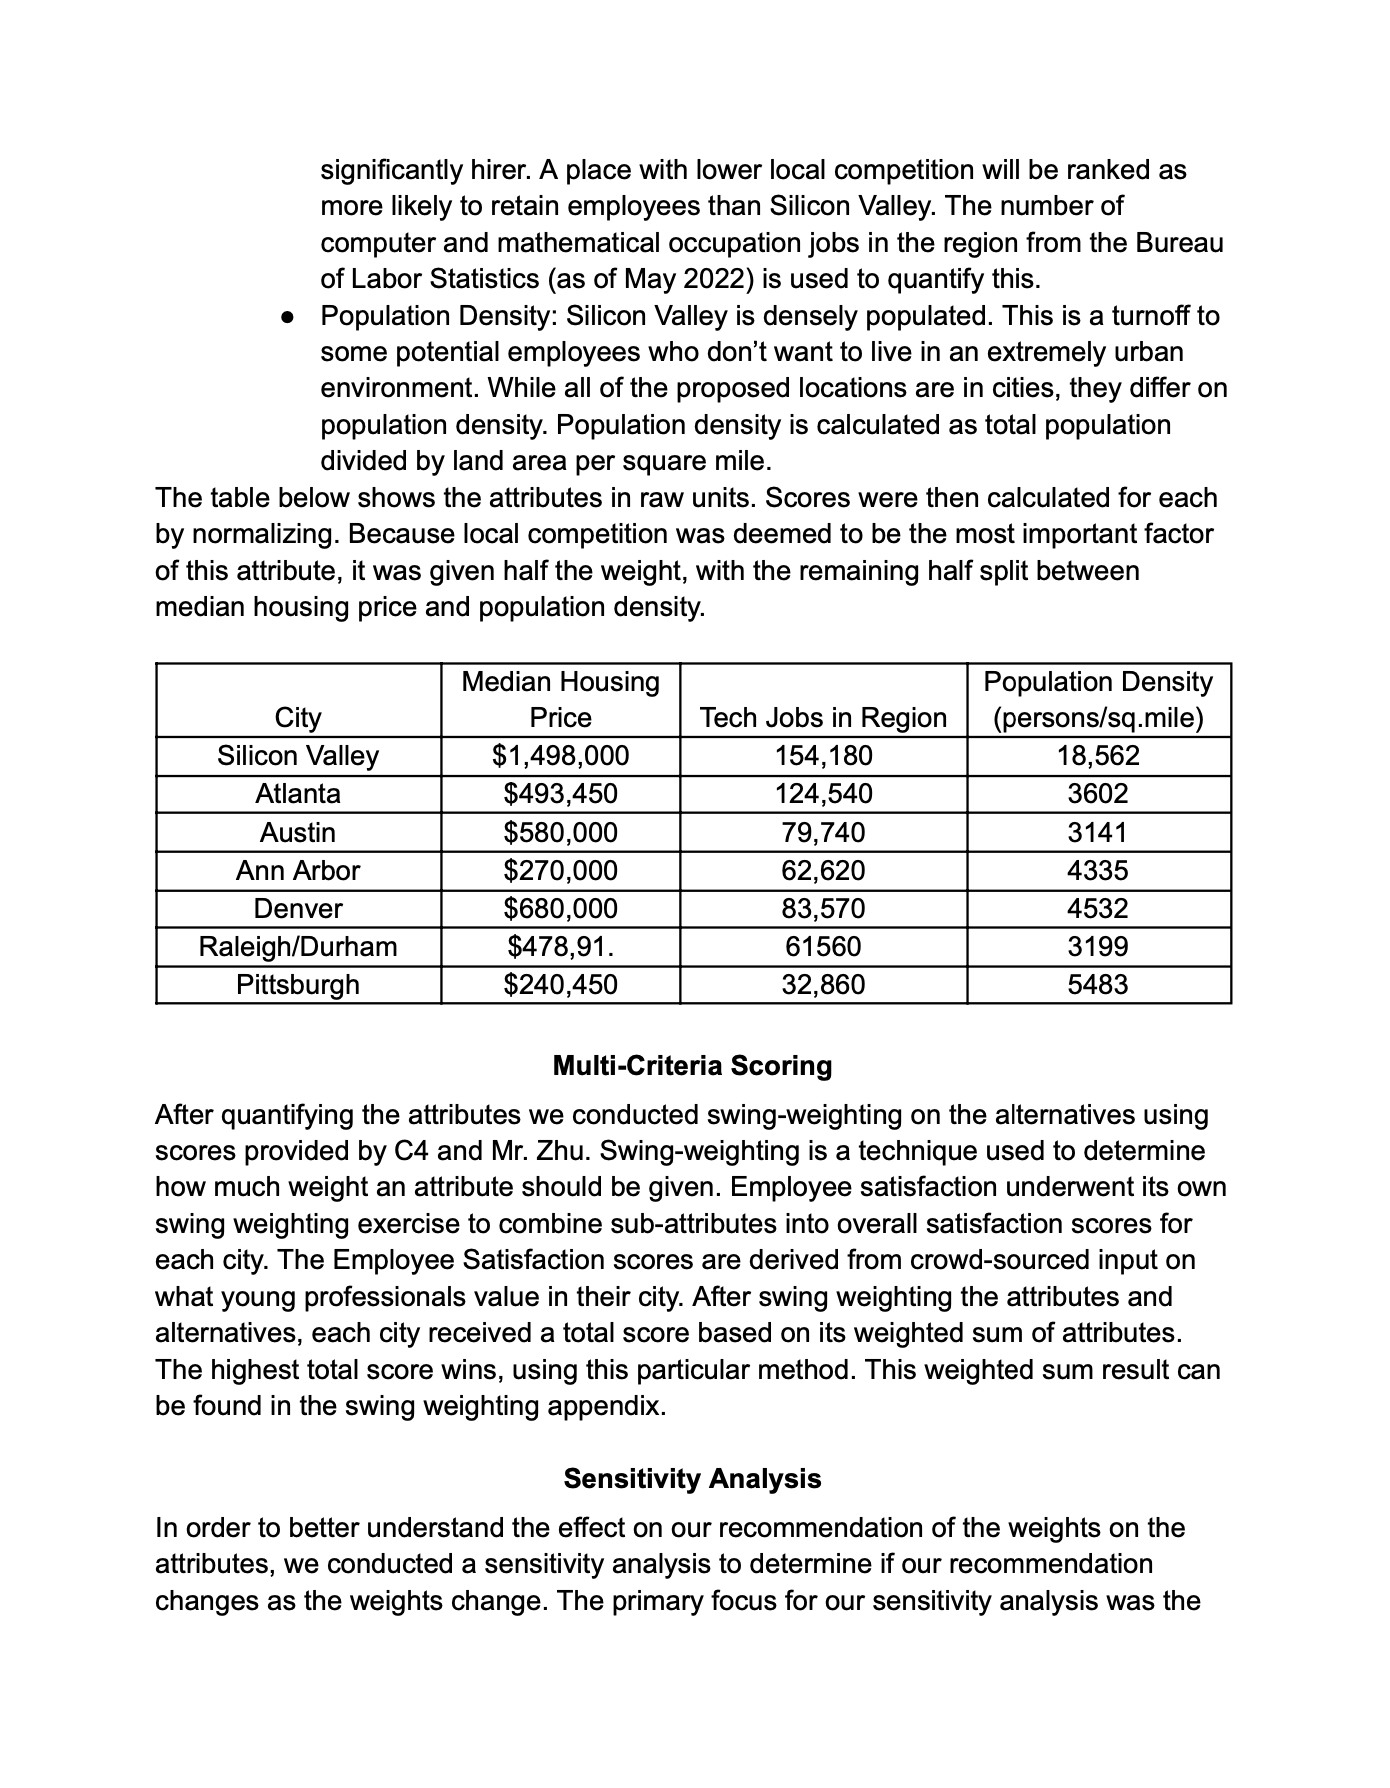 significantly hirer. A place with lower local competition will be ranked as
more likely to retain employees than Silicon Valley. The number of
computer and mathematical occupation jobs in the region from the Bureau
of Labor Statistics (as of May 2022) is used to quantify this.
● Population Density: Silicon Valley is densely populated. This is a turnoff to
some potential employees who don’t want to live in an extremely urban
environment. While all of the proposed locations are in cities, they differ on
population density. Population density is calculated as total population
divided by land area per square mile.
The table below shows the attributes in raw units. Scores were then calculated for each
by normalizing. Because local competition was deemed to be the most important factor
of this attribute, it was given half the weight, with the remaining half split between
median housing price and population density.
City Median Housing Price Tech Jobs in Region Population Density (persons/sq.mile)
Silicon Valley $1,498,000 154,180 18,562
Atlanta $493,450 124,540 3602
Austin $580,000 79,740 3141
Ann Arbor $270,000 62,620 4335
Denver $680,000 83,570 4532
Raleigh/Durham $478,91. 61560 3199
Pittsburgh $240,450 32,860 5483
Multi-Criteria Scoring
After quantifying the attributes we conducted swing-weighting on the alternatives using
scores provided by C4 and Mr. Zhu. Swing-weighting is a technique used to determine
how much weight an attribute should be given. Employee satisfaction underwent its own
swing weighting exercise to combine sub-attributes into overall satisfaction scores for
each city. The Employee Satisfaction scores are derived from crowd-sourced input on
what young professionals value in their city. After swing weighting the attributes and
alternatives, each city received a total score based on its weighted sum of attributes.
The highest total score wins, using this particular method. This weighted sum result can
be found in the swing weighting appendix.
Sensitivity Analysis
In order to better understand the effect on our recommendation of the weights on the
attributes, we conducted a sensitivity analysis to determine if our recommendation
changes as the weights change. The primary focus for our sensitivity analysis was the